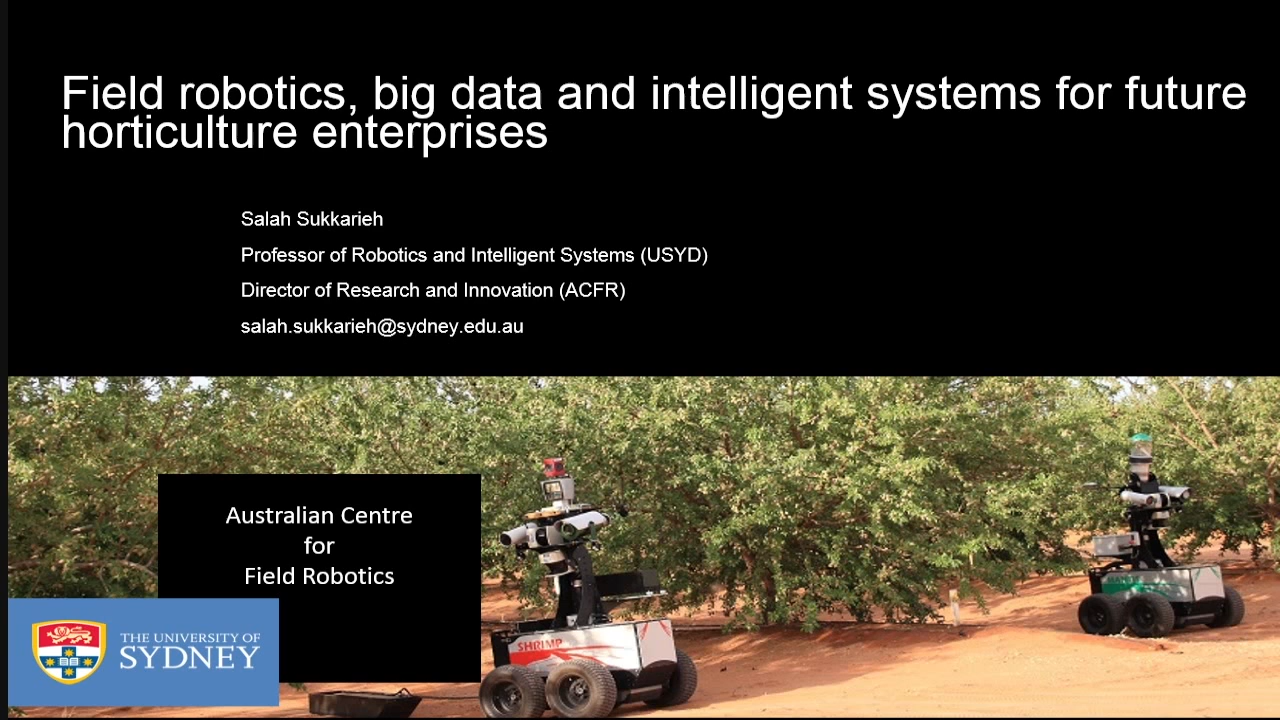 Field robotics, big data and intelligent systems for future
horticulture enterprises
Salah Sukkarieh
Professor of Robotics and Intelligent Systems (USYD)
Director of Research and Innovation (ACFR)
salah.sukkarieh@sydney.edu.au
Australian Centre
for
Field Robotics
THE UNIVERSITY OF
SYDNEY
SHRIMP